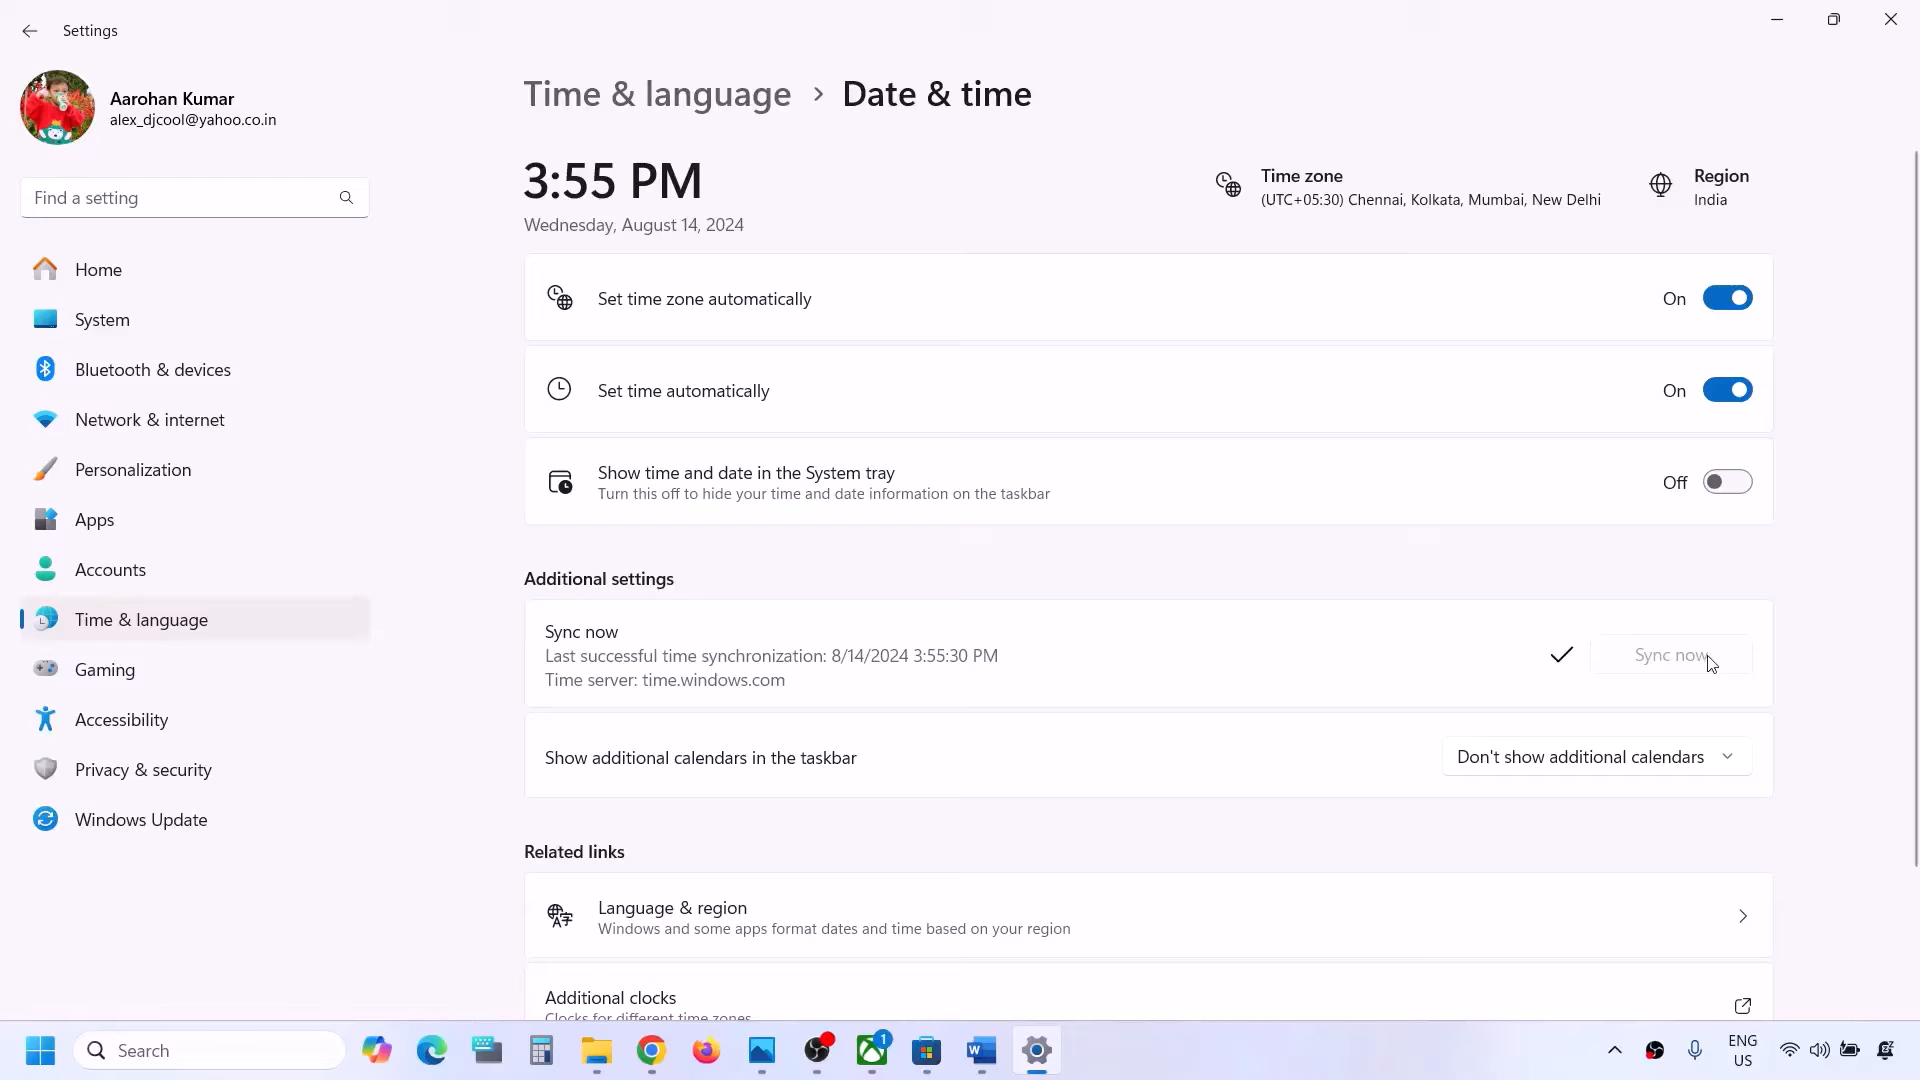 Settings
Aarohan Kumar
alex_djcool@yahoo.co.in
Find a setting
Home
System
Bluetooth & devices
Network & internet
Personalization
Apps
Accounts
Time & language
Gaming
Accessibility
Privacy & security
Windows Update
Time & language > Date & time
3:55 PM
Wednesday, August 14, 2024
Time zone
(UTC+05:30) Chennai, Kolkata, Mumbai, New Delhi
Region
India
Set time zone automatically
On
Set time automatically
On
Show time and date in the System tray
Turn this off to hide your time and date information on the taskbar
Off
Additional settings
Sync now
Last successful time synchronization: 8/14/2024 3:55:30 PM
Time server: time.windows.com
Sync now
Show additional calendars in the taskbar
Don't show additional calendars
Related links
Language & region
Windows and some apps format dates and time based on your region
Additional clocks
Clocks for different time zones
Search
1
ENG
US